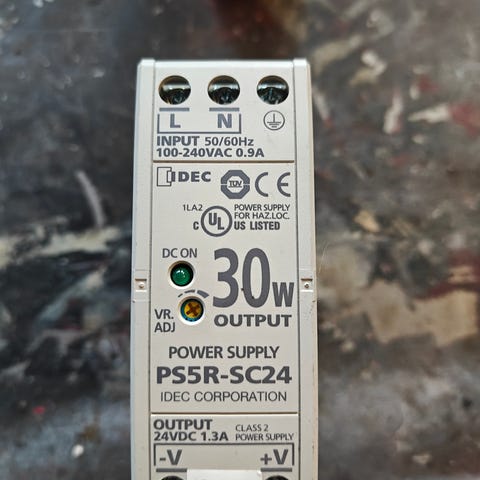 L N
INPUT 50/60Hz
100-240VAC 0.9A
IDEC TÜV CE
1LA2 POWER SUPPLY
FOR HAZ.LOC.
C UL US LISTED
DC ON
30W
VR.
ADJ
OUTPUT
POWER SUPPLY
PS5R-SC24
IDEC CORPORATION
OUTPUT CLASS 2
24VDC 1.3A POWER SUPPLY
-V +V